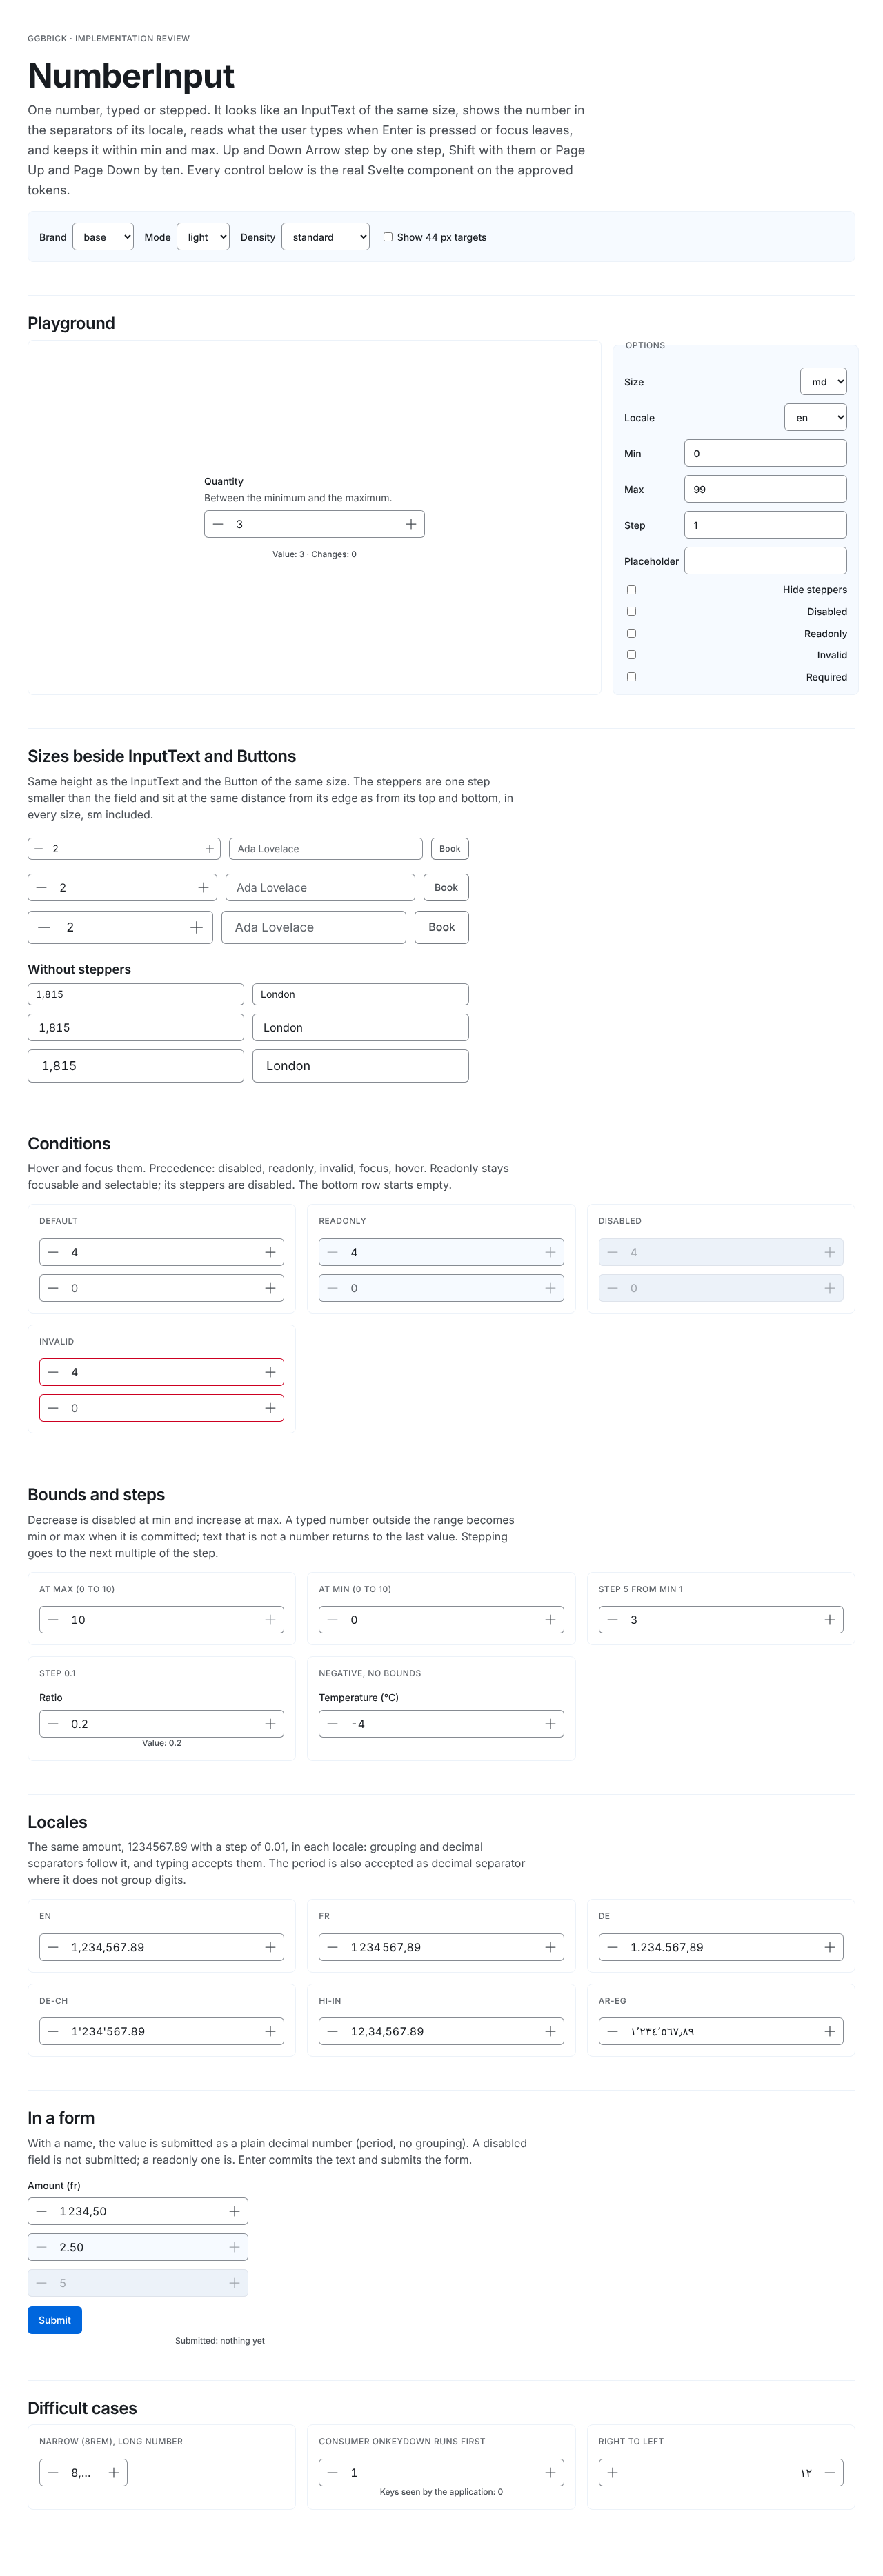 GGBRICK · IMPLEMENTATION REVIEW
NumberInput
One number, typed or stepped. It looks like an InputText of the same size, shows the number in
the separators of its locale, reads what the user types when Enter is pressed or focus leaves,
and keeps it within min and max. Up and Down Arrow step by one step, Shift with them or Page
Up and Page Down by ten. Every control below is the real Svelte component on the approved
tokens.
Brand base Mode light Density standard Show 44 px targets
Playground
OPTIONS
Size md
Locale en
Min 0
Max 99
Step 1
Placeholder
Hide steppers
Disabled
Readonly
Invalid
Required
Quantity
Between the minimum and the maximum.
— 3 +
Value: 3 · Changes: 0
Sizes beside InputText and Buttons
Same height as the InputText and the Button of the same size. The steppers are one step
smaller than the field and sit at the same distance from its edge as from its top and bottom, in
every size, sm included.
— 2 + Ada Lovelace Book
— 2 + Ada Lovelace Book
— 2 + Ada Lovelace Book
Without steppers
1,815 London
1,815 London
1,815 London
Conditions
Hover and focus them. Precedence: disabled, readonly, invalid, focus, hover. Readonly stays
focusable and selectable; its steppers are disabled. The bottom row starts empty.
DEFAULT
— 4 +
— 0 +
READONLY
— 4 +
— 0 +
DISABLED
— 4 +
— 0 +
INVALID
— 4 +
— 0 +
Bounds and steps
Decrease is disabled at min and increase at max. A typed number outside the range becomes
min or max when it is committed; text that is not a number returns to the last value. Stepping
goes to the next multiple of the step.
AT MAX (0 TO 10)
— 10 +
AT MIN (0 TO 10)
— 0 +
STEP 5 FROM MIN 1
— 3 +
STEP 0.1
Ratio
— 0.2 +
Value: 0.2
NEGATIVE, NO BOUNDS
Temperature (°C)
— -4 +
Locales
The same amount, 1234567.89 with a step of 0.01, in each locale: grouping and decimal
separators follow it, and typing accepts them. The period is also accepted as decimal separator
where it does not group digits.
EN
— 1,234,567.89 +
FR
— 1 234 567,89 +
DE
— 1.234.567,89 +
DE-CH
— 1'234'567.89 +
HI-IN
— 12,34,567.89 +
AR-EG
— ١٬٢٣٤٬٥٦٧٫٨٩ +
In a form
With a name, the value is submitted as a plain decimal number (period, no grouping). A disabled
field is not submitted; a readonly one is. Enter commits the text and submits the form.
Amount (fr)
— 1 234,50 +
— 2.50 +
— 5 +
Submit
Submitted: nothing yet
Difficult cases
NARROW (8REM), LONG NUMBER
— 8,... +
CONSUMER ONKEYDOWN RUNS FIRST
— 1 +
Keys seen by the application: 0
RIGHT TO LEFT
+ ١٢ —